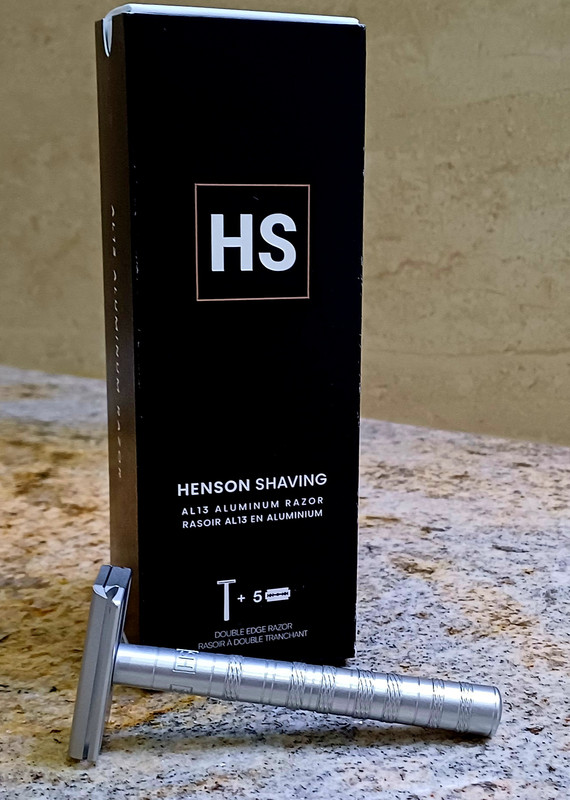 HS
HENSON SHAVING
AL13 ALUMINUM RAZOR
RASOIR AL13 EN ALUMINIUM
+ 5
DOUBLE EDGE RAZOR
RASOIR À DOUBLE TRANCHANT
AL13 ALUMINUM RAZOR